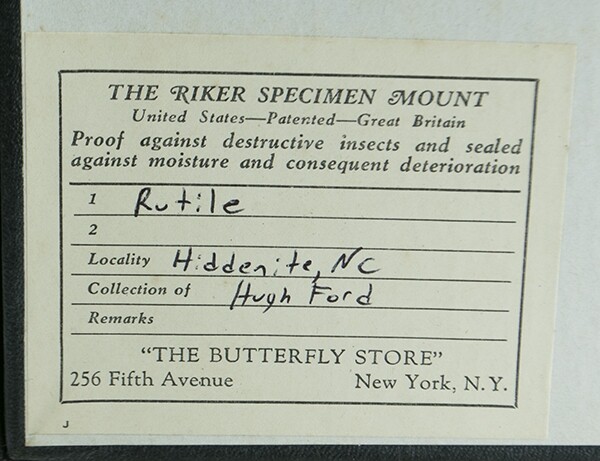 THE RIKER SPECIMEN MOUNT
United States—Patented—Great Britain
Proof against destructive insects and sealed
against moisture and consequent deterioration
1 Rutile
2
Locality Hiddenite, NC
Collection of Hugh Ford
Remarks
"THE BUTTERFLY STORE"
256 Fifth Avenue New York, N.Y.
J